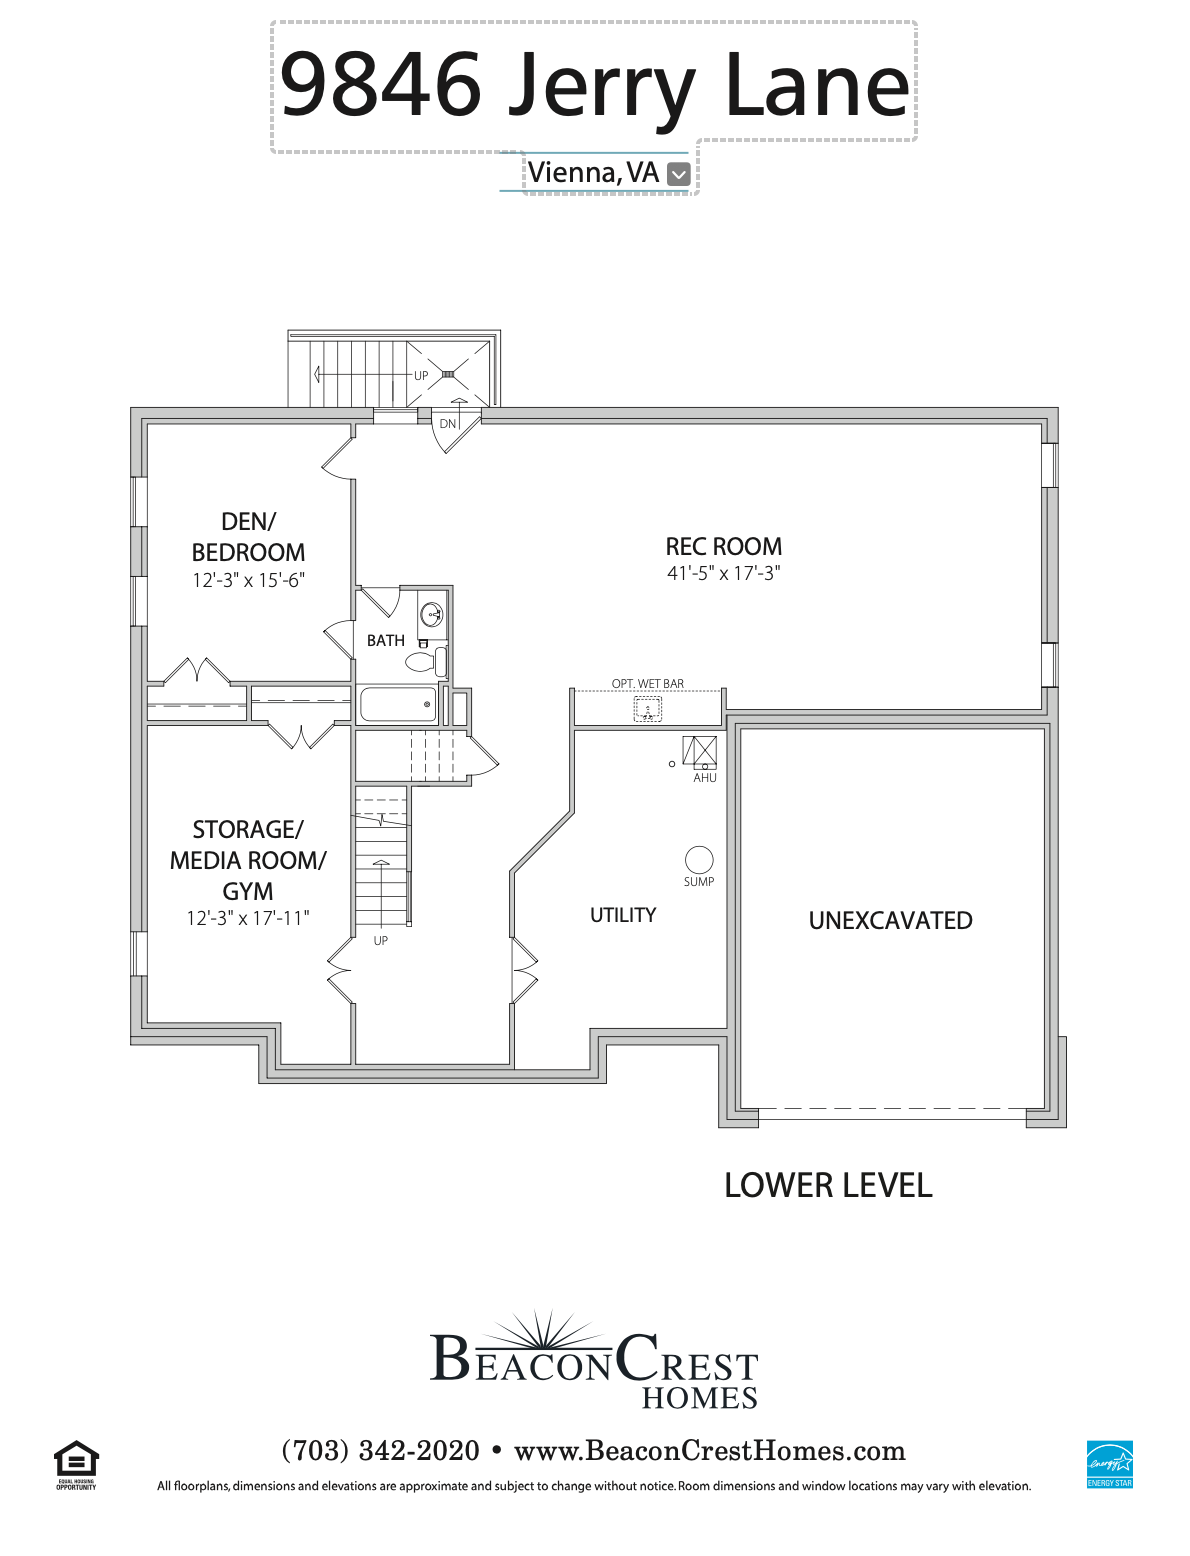 9846 Jerry Lane
Vienna, VA
UP
DN
DEN/
BEDROOM
12'-3" x 15'-6"
REC ROOM
41'-5" x 17'-3"
BATH
OPT. WET BAR
AHU
STORAGE/
MEDIA ROOM/
GYM
12'-3" x 17'-11"
SUMP
UTILITY
UNEXCAVATED
UP
LOWER LEVEL
BEACONCREST
HOMES
(703) 342-2020 • www.BeaconCrestHomes.com
EQUAL HOUSING
OPPORTUNITY
All floorplans, dimensions and elevations are approximate and subject to change without notice. Room dimensions and window locations may vary with elevation.
energy
ENERGY STAR